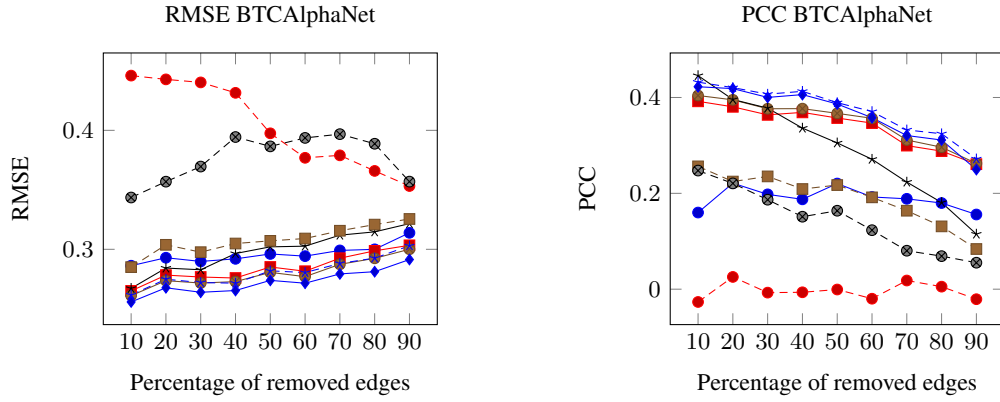 RMSE BTCAlphaNet
0.4
0.3
RMSE
10 20 30 40 50 60 70 80 90
Percentage of removed edges
PCC BTCAlphaNet
0.4
0.2
0
PCC
10 20 30 40 50 60 70 80 90
Percentage of removed edges